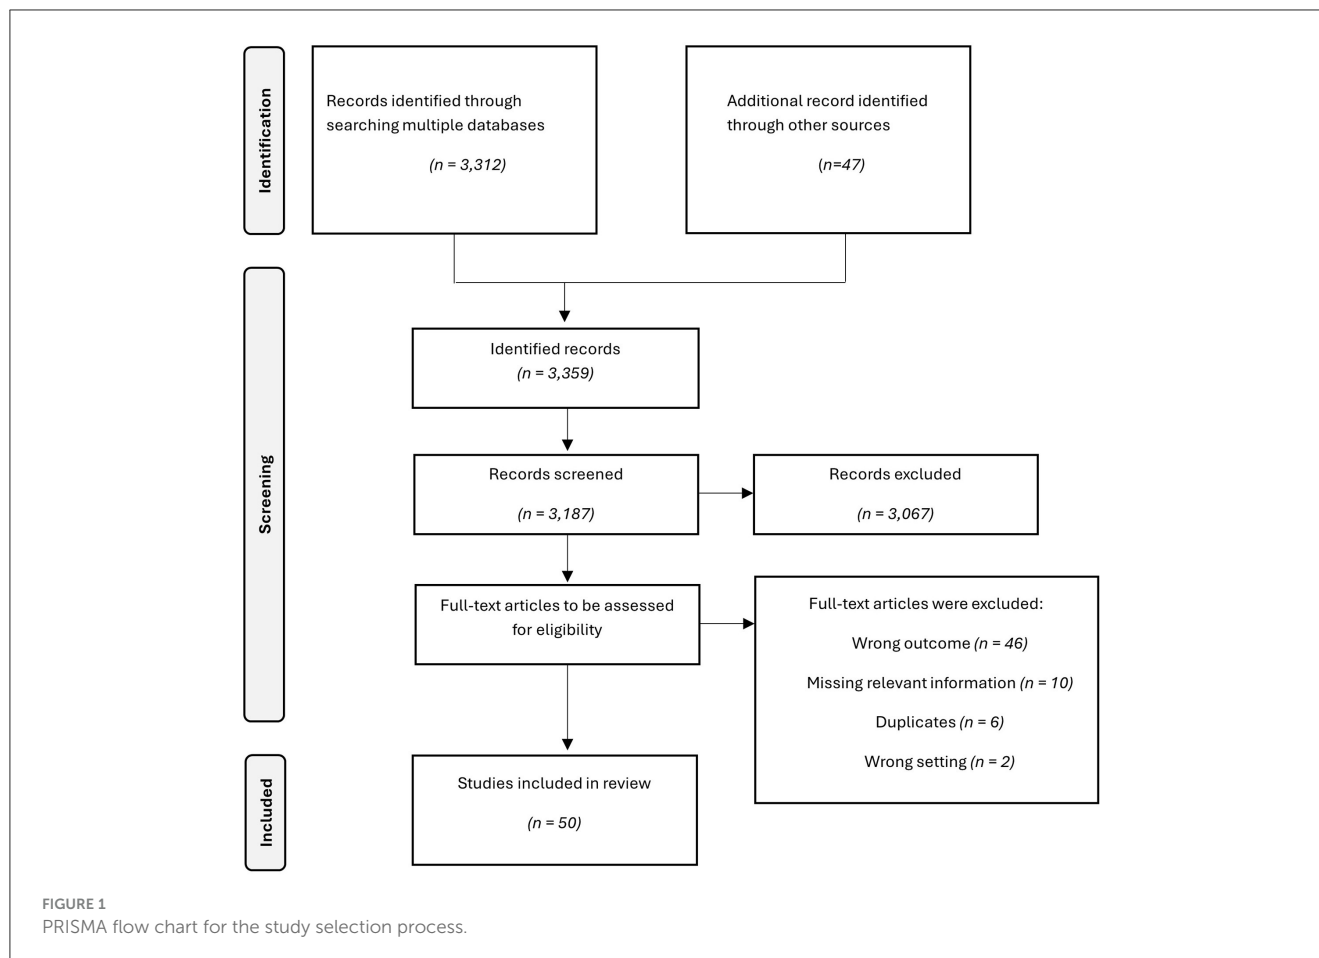 Identification
Records identified through
searching multiple databases
(n = 3,312)
Additional record identified
through other sources
(n=47)
Screening
Identified records
(n = 3,359)
Records screened
(n = 3,187)
Records excluded
(n = 3,067)
Full-text articles to be assessed
for eligibility
Full-text articles were excluded:
Wrong outcome (n = 46)
Missing relevant information (n = 10)
Duplicates (n = 6)
Wrong setting (n = 2)
Included
Studies included in review
(n = 50)
FIGURE 1
PRISMA flow chart for the study selection process.